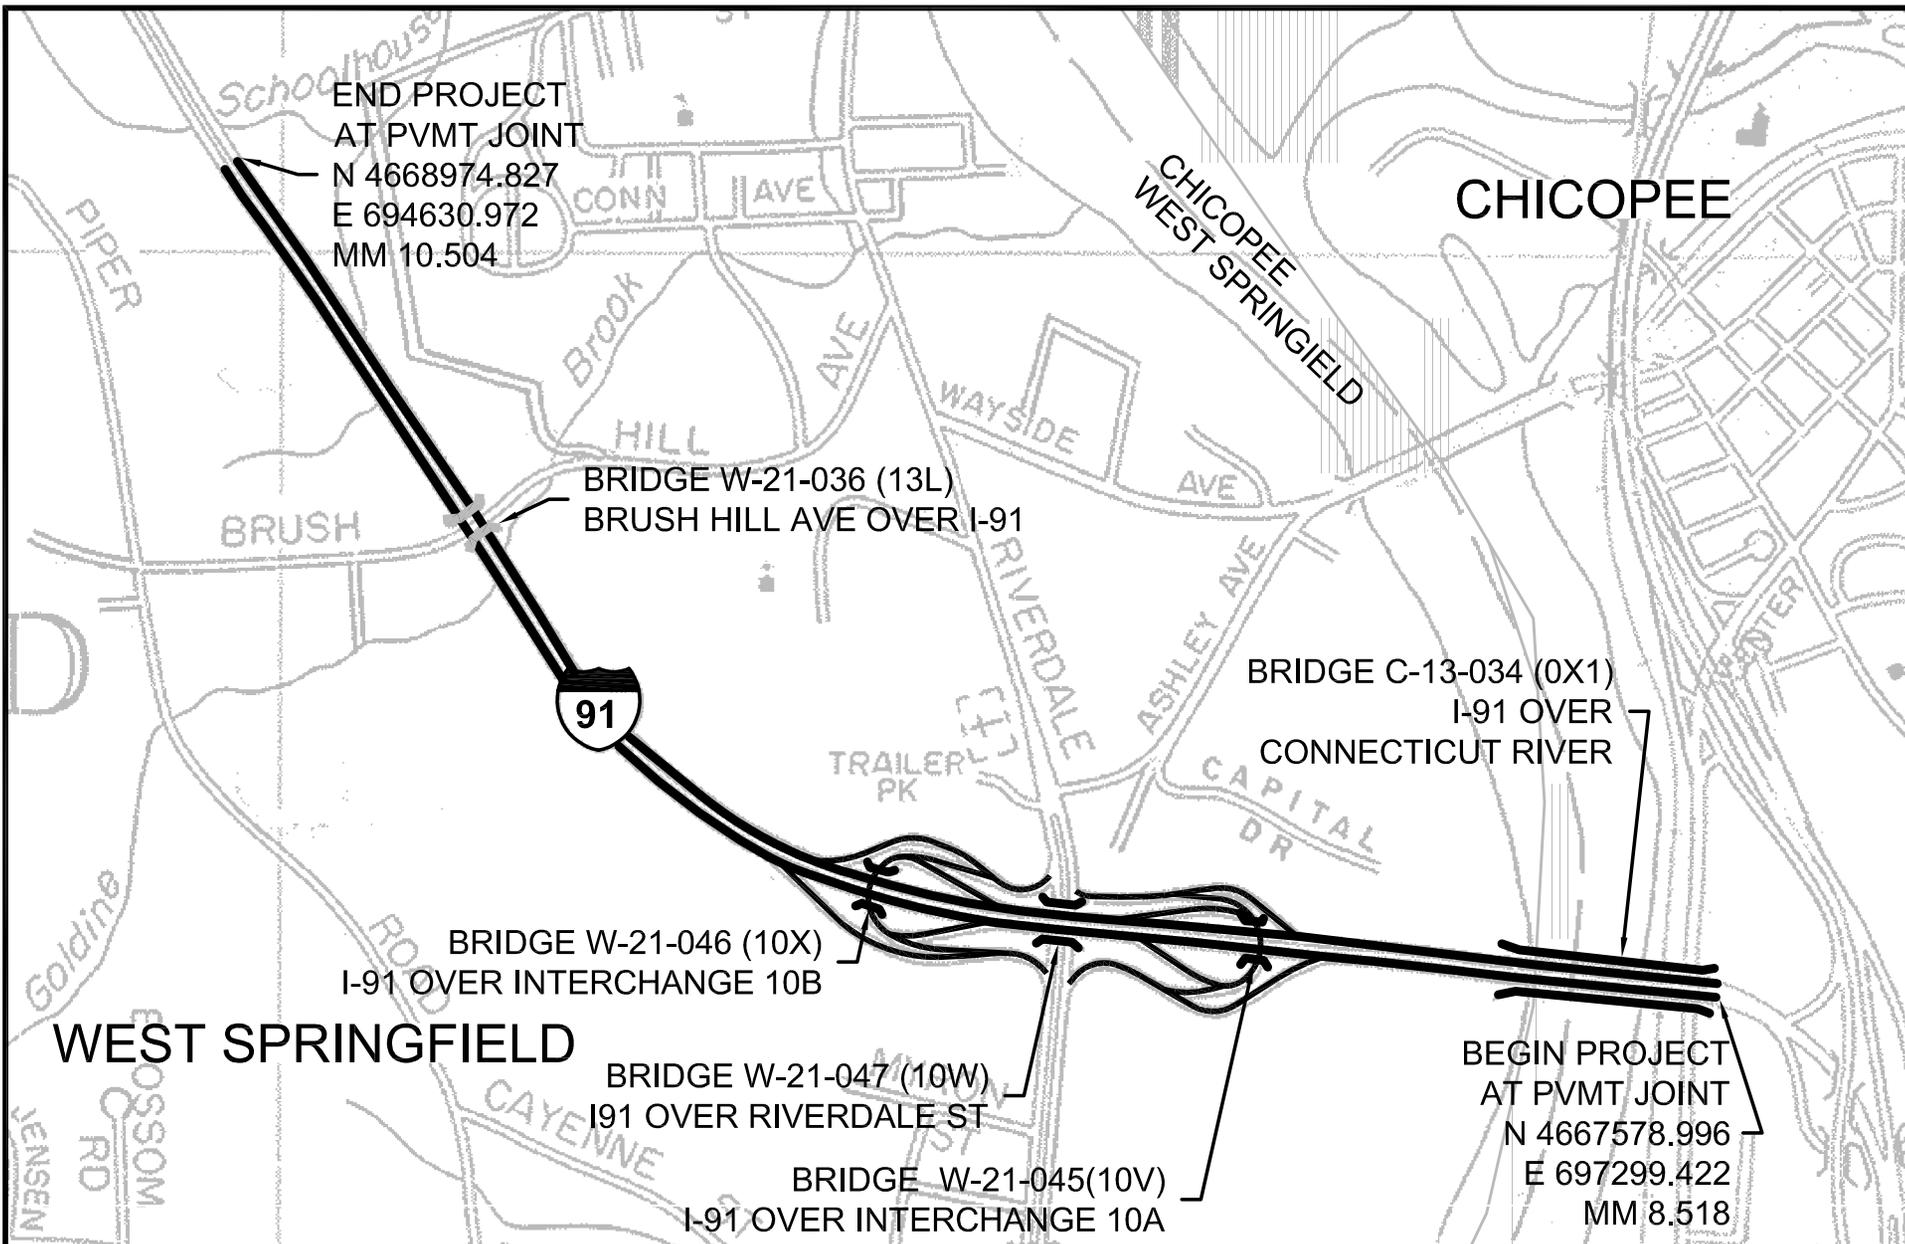 Schoolhouse
ST
END PROJECT
AT PVMT JOINT
N 4668974.827
E 694630.972
MM 10.504
PIPER
CONN
AVE
Brook
AVE
HILL
BRUSH
CHICOPEE
WEST SPRINGIELD
CHICOPEE
WAYSIDE
AVE
BRIDGE W-21-036 (13L)
BRUSH HILL AVE OVER I-91
RIVERDALE
ASHLEY AVE
D
91
TRAILER
PK
CAPITAL
DR
BRIDGE C-13-034 (0X1)
I-91 OVER
CONNECTICUT RIVER
Goldine
ROAD
BRIDGE W-21-046 (10X)
I-91 OVER INTERCHANGE 10B
WEST SPRINGFIELD
BRIDGE W-21-047 (10W)
I91 OVER RIVERDALE ST
ST
CAYENNE
RD
JENSEN
BRIDGE W-21-045(10V)
I-91 OVER INTERCHANGE 10A
BEGIN PROJECT
AT PVMT JOINT
N 4667578.996
E 697299.422
MM 8.518